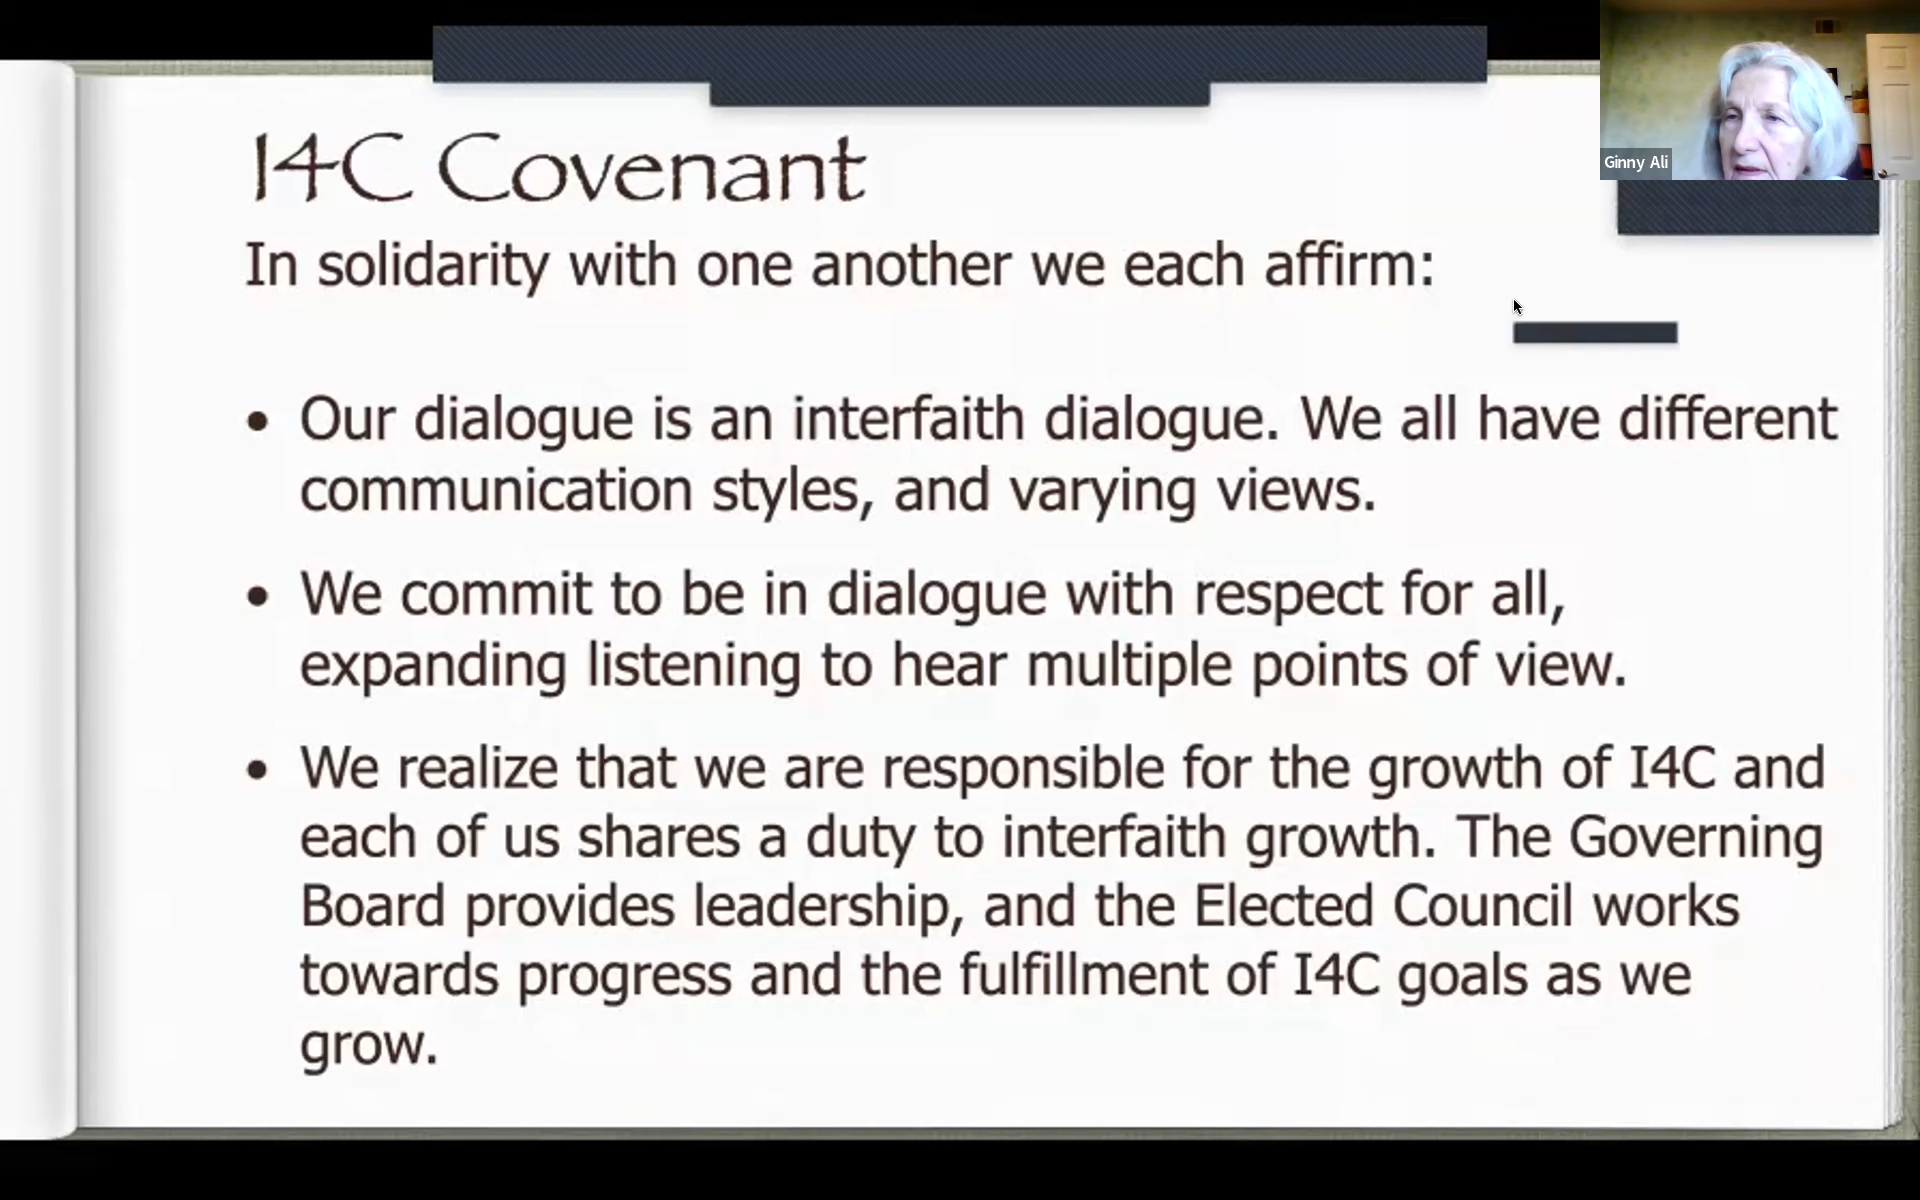 I4C Covenant
In solidarity with one another we each affirm:
• Our dialogue is an interfaith dialogue. We all have different
communication styles, and varying views.
• We commit to be in dialogue with respect for all,
expanding listening to hear multiple points of view.
• We realize that we are responsible for the growth of I4C and
each of us shares a duty to interfaith growth. The Governing
Board provides leadership, and the Elected Council works
towards progress and the fulfillment of I4C goals as we
grow.
Ginny Ali